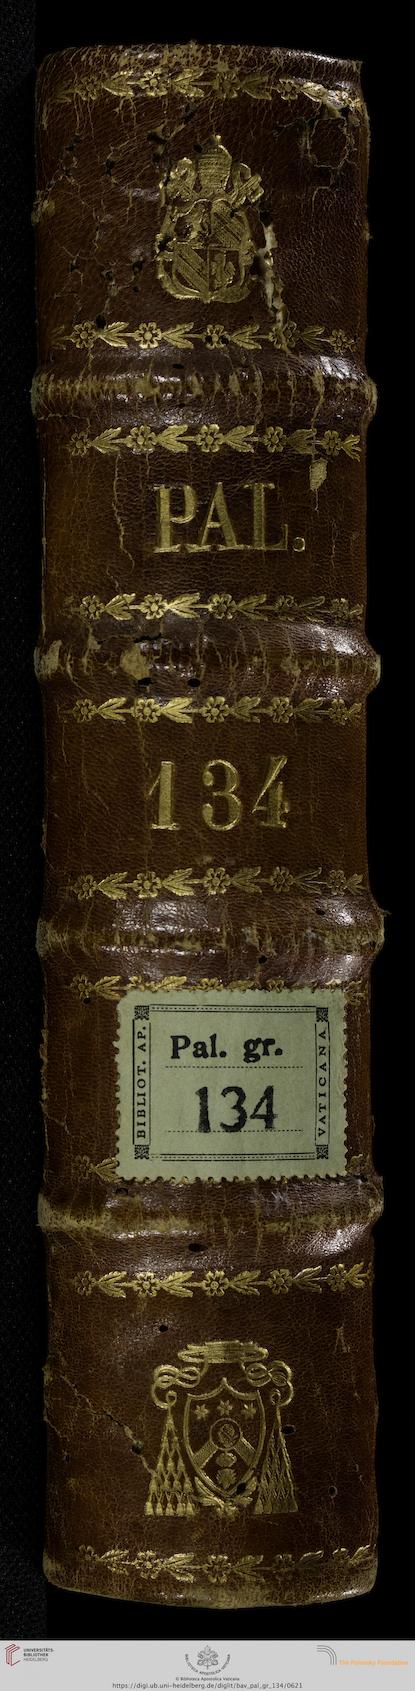 PAL.
134
BIBLIOT. AP.
VATICANA
Pal. gr.
134
UNIVERSITÄTS-
BIBLIOTHEK
HEIDELBERG
© Biblioteca Apostolica Vaticana
https://digi.ub.uni-heidelberg.de/diglit/bav_pal_gr_134/0621
The Polonsky Foundation